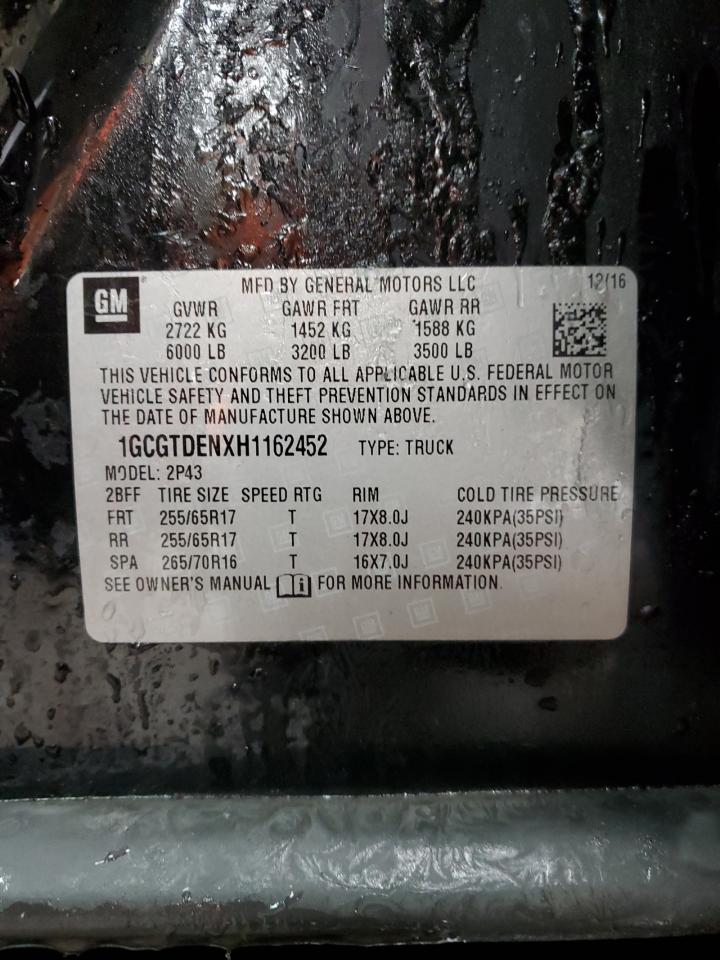 GM
MFD BY GENERAL MOTORS LLC 12/16
GVWR GAWR FRT GAWR RR
2722 KG 1452 KG 1588 KG
6000 LB 3200 LB 3500 LB
THIS VEHICLE CONFORMS TO ALL APPLICABLE U.S. FEDERAL MOTOR
VEHICLE SAFETY AND THEFT PREVENTION STANDARDS IN EFFECT ON
THE DATE OF MANUFACTURE SHOWN ABOVE.
1GCGTDENXH1162452 TYPE: TRUCK
MODEL: 2P43
2BFF TIRE SIZE SPEED RTG RIM COLD TIRE PRESSURE
FRT 255/65R17 T 17X8.0J 240KPA(35PSI)
RR 255/65R17 T 17X8.0J 240KPA(35PSI)
SPA 265/70R16 T 16X7.0J 240KPA(35PSI)
SEE OWNER'S MANUAL i FOR MORE INFORMATION.